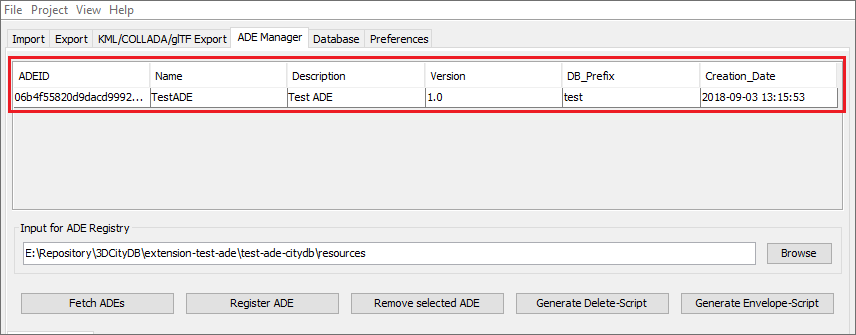 File Project View Help
Import Export KML/COLLADA/glTF Export ADE Manager Database Preferences
ADEID Name Description Version DB_Prefix Creation_Date
06b4f55820d9dacd9992... TestADE Test ADE 1.0 test 2018-09-03 13:15:53
Input for ADE Registry
E:\Repository\3DCityDB\extension-test-ade\test-ade-citydb\resources Browse
Fetch ADEs Register ADE Remove selected ADE Generate Delete-Script Generate Envelope-Script